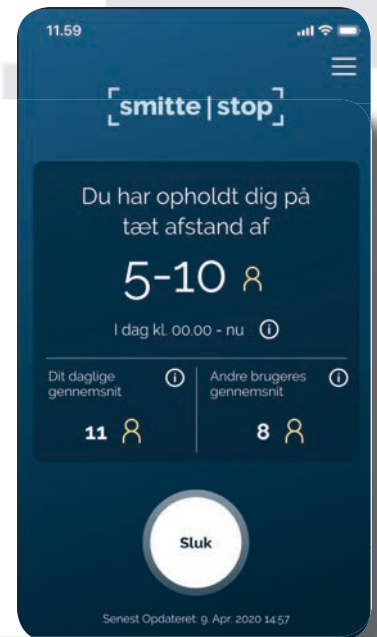 11.59
smitte | stop
Du har opholdt dig på
tæt afstand af
5-10
I dag kl. 00.00 - nu
Dit daglige
gennemsnit
Andre brugeres
gennemsnit
11
8
Sluk
Senest Opdateret: 9. Apr. 2020 14:57